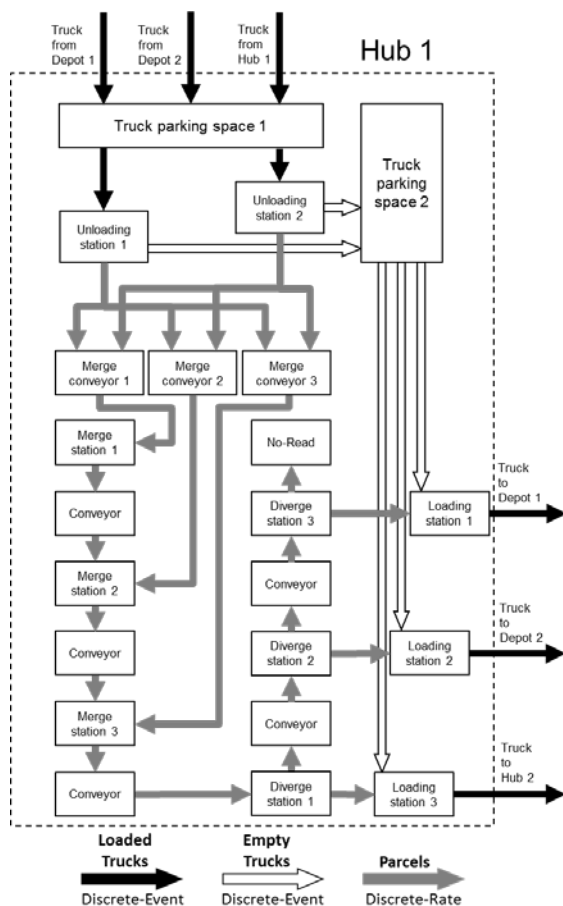 Truck
from
Depot 1
Truck
from
Depot 2
Truck
from
Hub 1
Hub 1
Truck parking space 1
Truck
parking
space 2
Unloading
station 2
Unloading
station 1
Merge
conveyor 1
Merge
conveyor 2
Merge
conveyor 3
Merge
station 1
No-Read
Truck
to
Depot 1
Conveyor
Diverge
station 3
Loading
station 1
Merge
station 2
Conveyor
Truck
to
Depot 2
Conveyor
Diverge
station 2
Loading
station 2
Merge
station 3
Conveyor
Truck
to
Hub 2
Conveyor
Diverge
station 1
Loading
station 3
Loaded
Trucks
Discrete-Event
Empty
Trucks
Discrete-Event
Parcels
Discrete-Rate